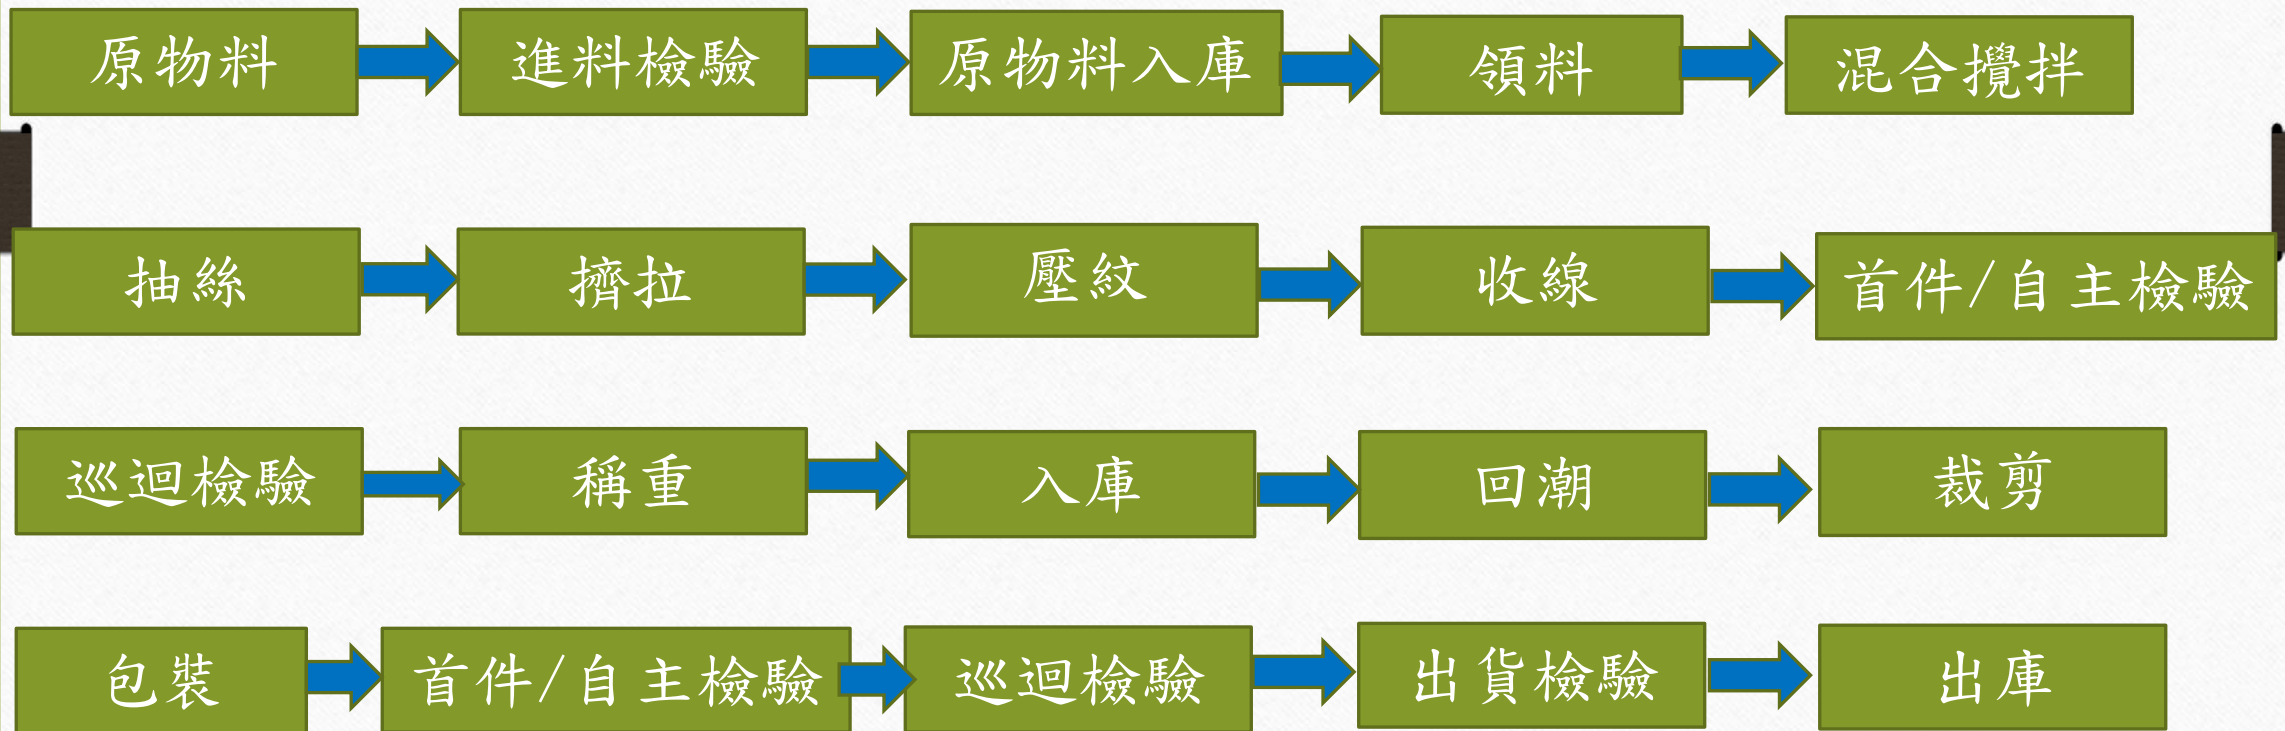 原物料
進料檢驗
原物料入庫
領料
混合攪拌
抽絲
擠拉
壓紋
收線
首件/自主檢驗
巡迴檢驗
稱重
入庫
回潮
裁剪
包裝
首件/自主檢驗
巡迴檢驗
出貨檢驗
出庫